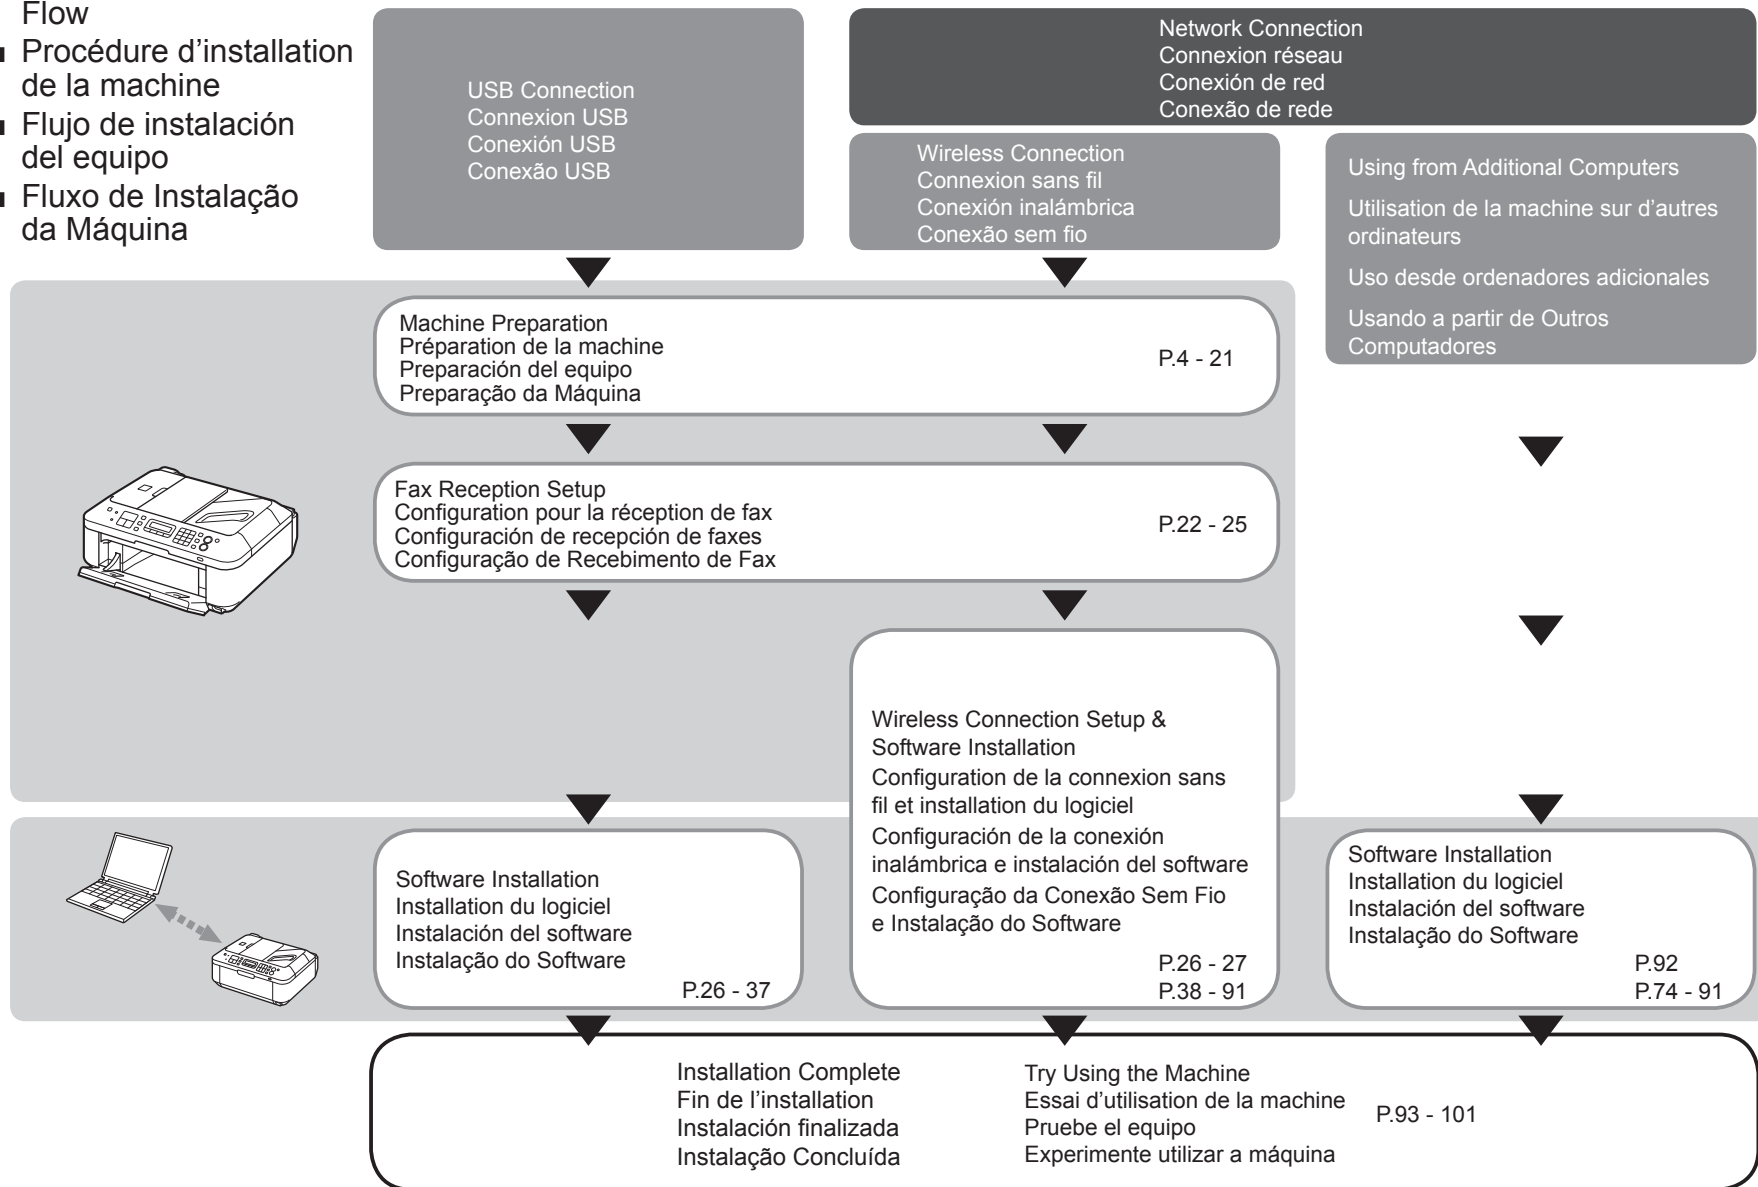 Flow
Procédure d’installation
de la machine
Flujo de instalación
del equipo
Fluxo de Instalação
da Máquina
USB Connection
Connexion USB
Conexión USB
Conexão USB
Network Connection
Connexion réseau
Conexión de red
Conexão de rede
Wireless Connection
Connexion sans fil
Conexión inalámbrica
Conexão sem fio
Using from Additional Computers
Utilisation de la machine sur d’autres
ordinateurs
Uso desde ordenadores adicionales
Usando a partir de Outros
Computadores
Machine Preparation
Préparation de la machine
Preparación del equipo
Preparação da Máquina
P.4 - 21
Fax Reception Setup
Configuration pour la réception de fax
Configuración de recepción de faxes
Configuração de Recebimento de Fax
P.22 - 25
Wireless Connection Setup &
Software Installation
Configuration de la connexion sans
fil et installation du logiciel
Configuración de la conexión
inalámbrica e instalación del software
Configuração da Conexão Sem Fio
e Instalação do Software
P.26 - 27
P.38 - 91
Software Installation
Installation du logiciel
Instalación del software
Instalação do Software
P.26 - 37
Software Installation
Installation du logiciel
Instalación del software
Instalação do Software
P.92
P.74 - 91
Installation Complete
Fin de l’installation
Instalación finalizada
Instalação Concluída
Try Using the Machine
Essai d’utilisation de la machine
Pruebe el equipo
Experimente utilizar a máquina
P.93 - 101